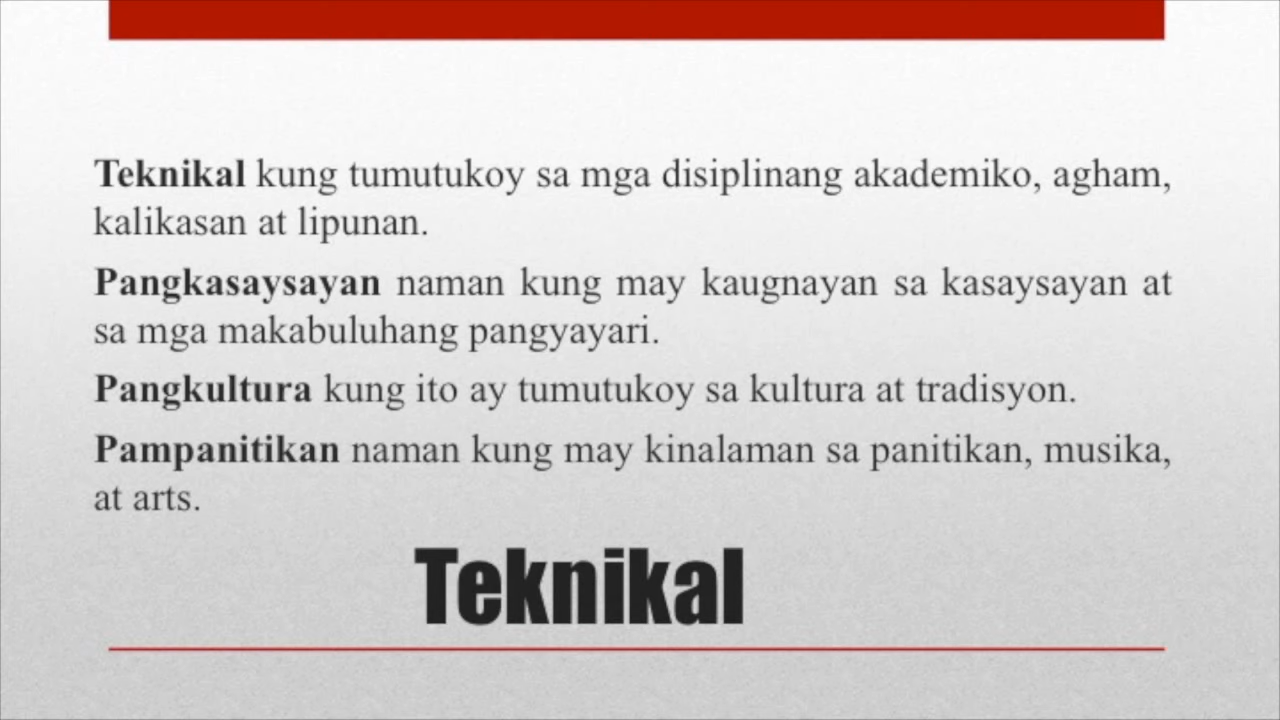 Teknikal kung tumutukoy sa mga disiplinang akademiko, agham,
kalikasan at lipunan.
Pangkasaysayan naman kung may kaugnayan sa kasaysayan at
sa mga makabuluhang pangyayari.
Pangkultura kung ito ay tumutukoy sa kultura at tradisyon.
Pampanitikan naman kung may kinalaman sa panitikan, musika,
at arts.
Teknikal